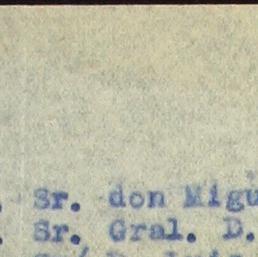 . Sr. don Migu
. Sr. Gral. D.